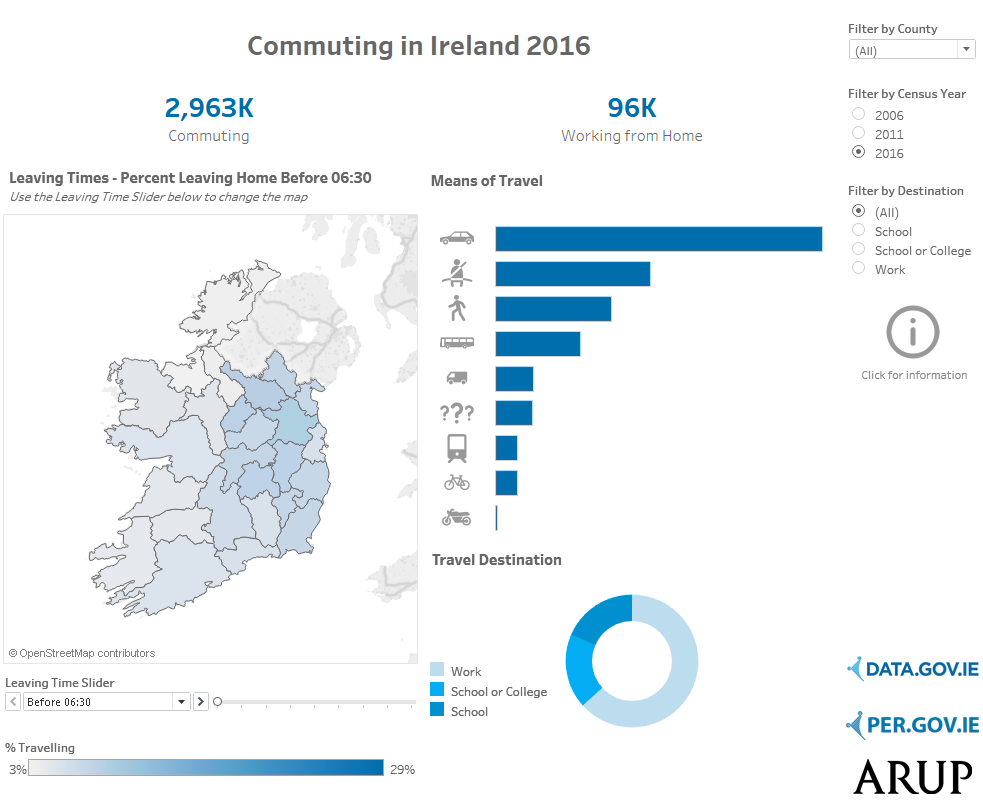 Commuting in Ireland 2016
2,963K
Commuting
96K
Working from Home
Leaving Times - Percent Leaving Home Before 06:30
Use the Leaving Time Slider below to change the map
© OpenStreetMap contributors
Leaving Time Slider
Before 06:30
% Travelling
3%
29%
Means of Travel
???
Travel Destination
Work
School or College
School
Filter by County
(All)
Filter by Census Year
2006
2011
2016
Filter by Destination
(All)
School
School or College
Work
i
Click for information
DATA.GOV.IE
PER.GOV.IE
ARUP